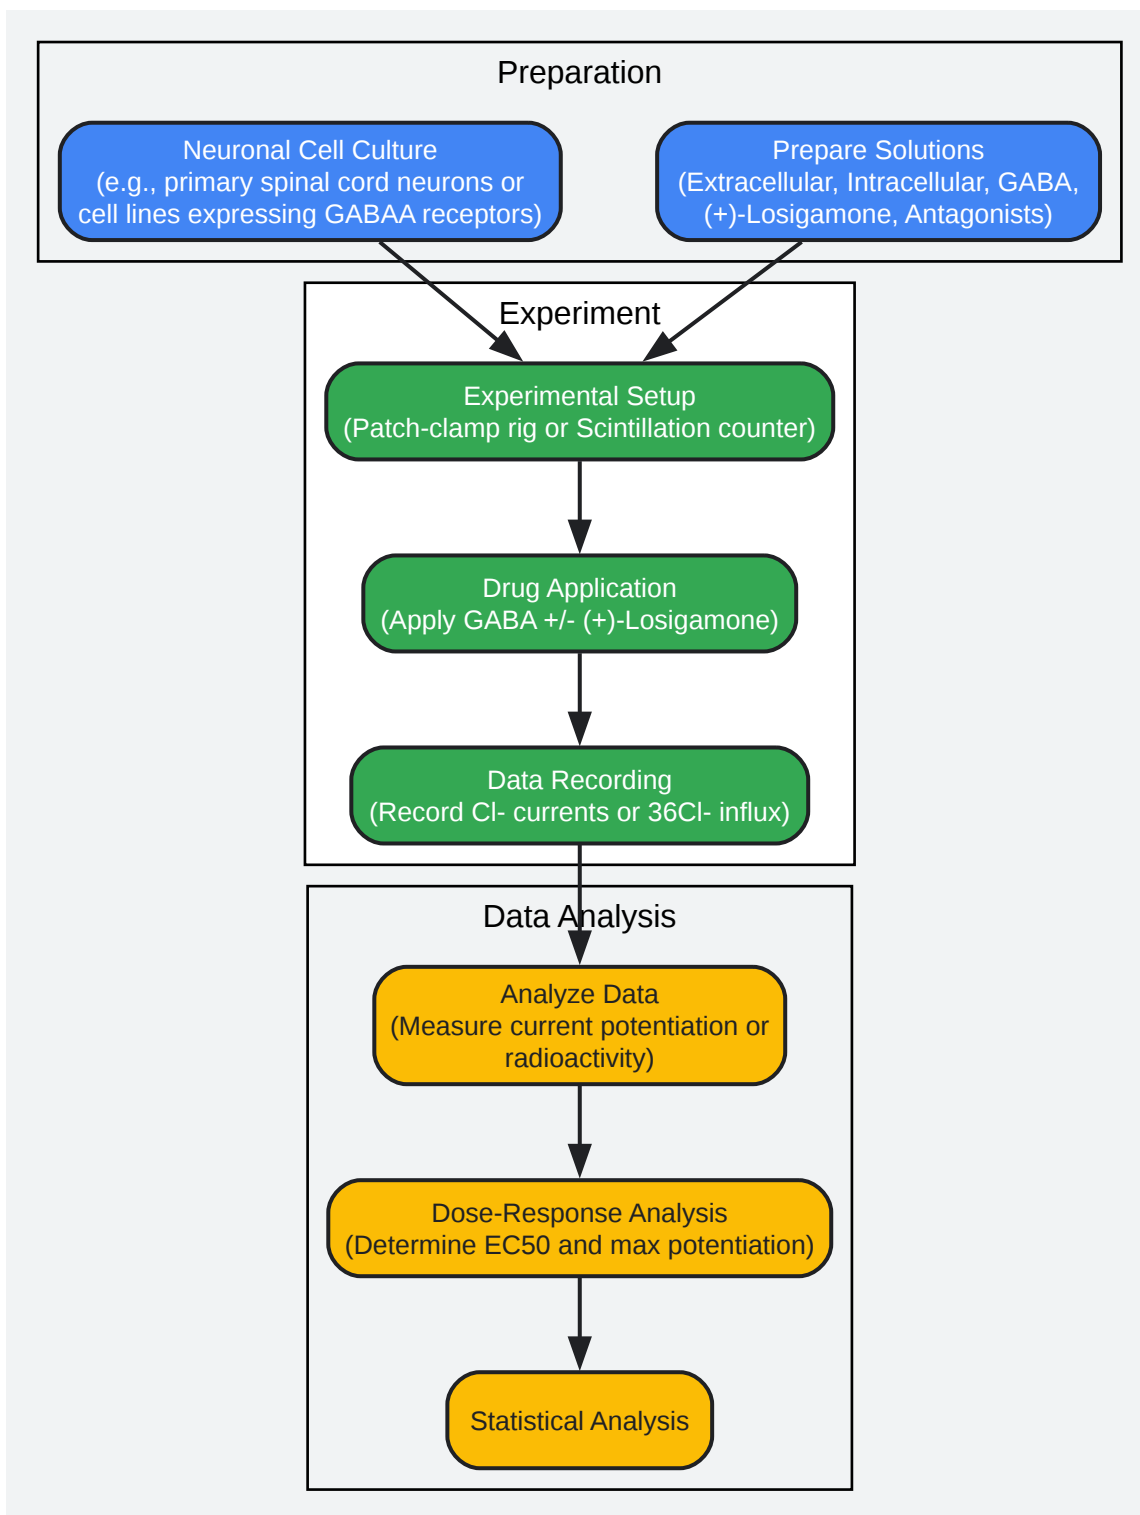 Preparation
Neuronal Cell Culture
(e.g., primary spinal cord neurons or
cell lines expressing GABAA receptors)
Prepare Solutions
(Extracellular, Intracellular, GABA,
(+)-Losigamone, Antagonists)
Experiment
Experimental Setup
(Patch-clamp rig or Scintillation counter)
Drug Application
(Apply GABA +/- (+)-Losigamone)
Data Recording
(Record Cl- currents or 36Cl- influx)
Data Analysis
Analyze Data
(Measure current potentiation or
radioactivity)
Dose-Response Analysis
(Determine EC50 and max potentiation)
Statistical Analysis